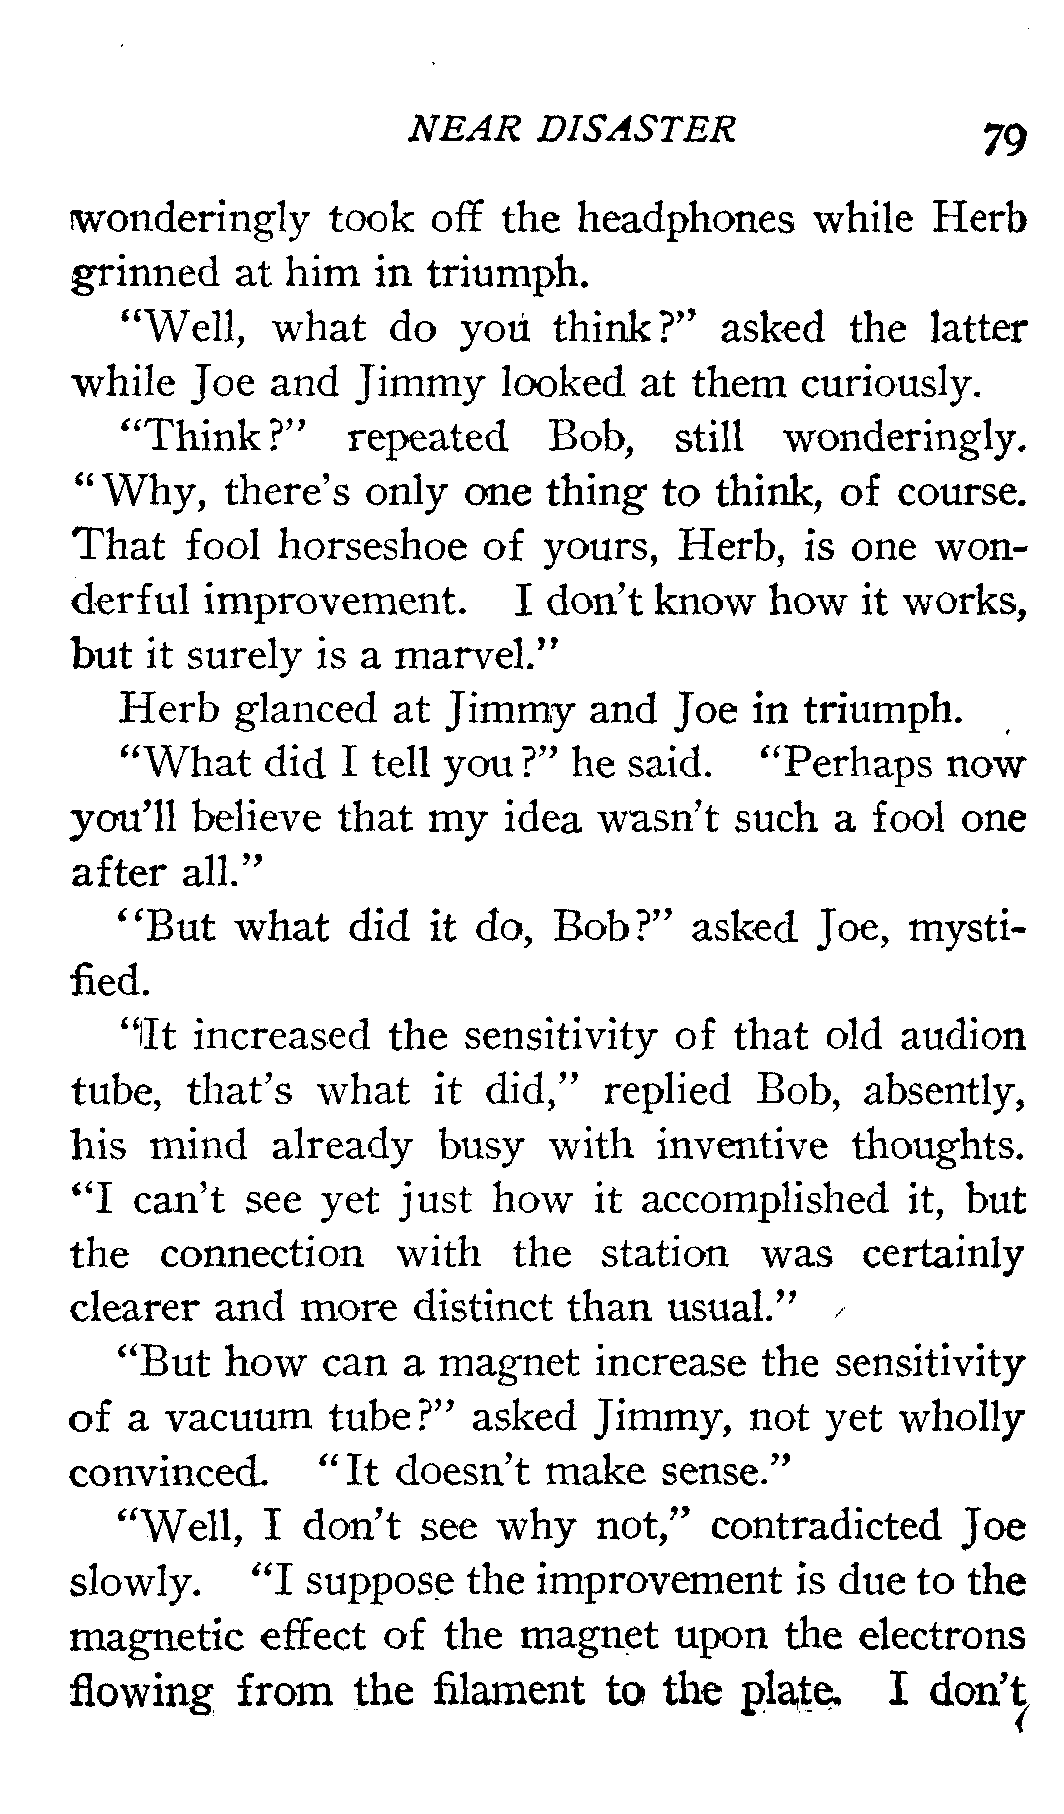 NEAR DISASTER 79
wonderingly took off the headphones while Herb
grinned at him in triumph.
“Well, what do you think?” asked the latter
while Joe and Jimmy looked at them curiously.
“Think?” repeated Bob, still wonderingly.
“Why, there’s only one thing to think, of course.
That fool horseshoe of yours, Herb, is one won-
derful improvement. I don’t know how it works,
but it surely is a marvel.”
Herb glanced at Jimmy and Joe in triumph.
“What did I tell you?” he said. “Perhaps now
you’ll believe that my idea wasn’t such a fool one
after all.”
“But what did it do, Bob?” asked Joe, mysti-
fied.
“It increased the sensitivity of that old audion
tube, that’s what it did,” replied Bob, absently,
his mind already busy with inventive thoughts.
“I can’t see yet just how it accomplished it, but
the connection with the station was certainly
clearer and more distinct than usual.”
“But how can a magnet increase the sensitivity
of a vacuum tube?” asked Jimmy, not yet wholly
convinced. “It doesn’t make sense.”
“Well, I don’t see why not,” contradicted Joe
slowly. “I suppose the improvement is due to the
magnetic effect of the magnet upon the electrons
flowing from the filament to the plate. I don’t